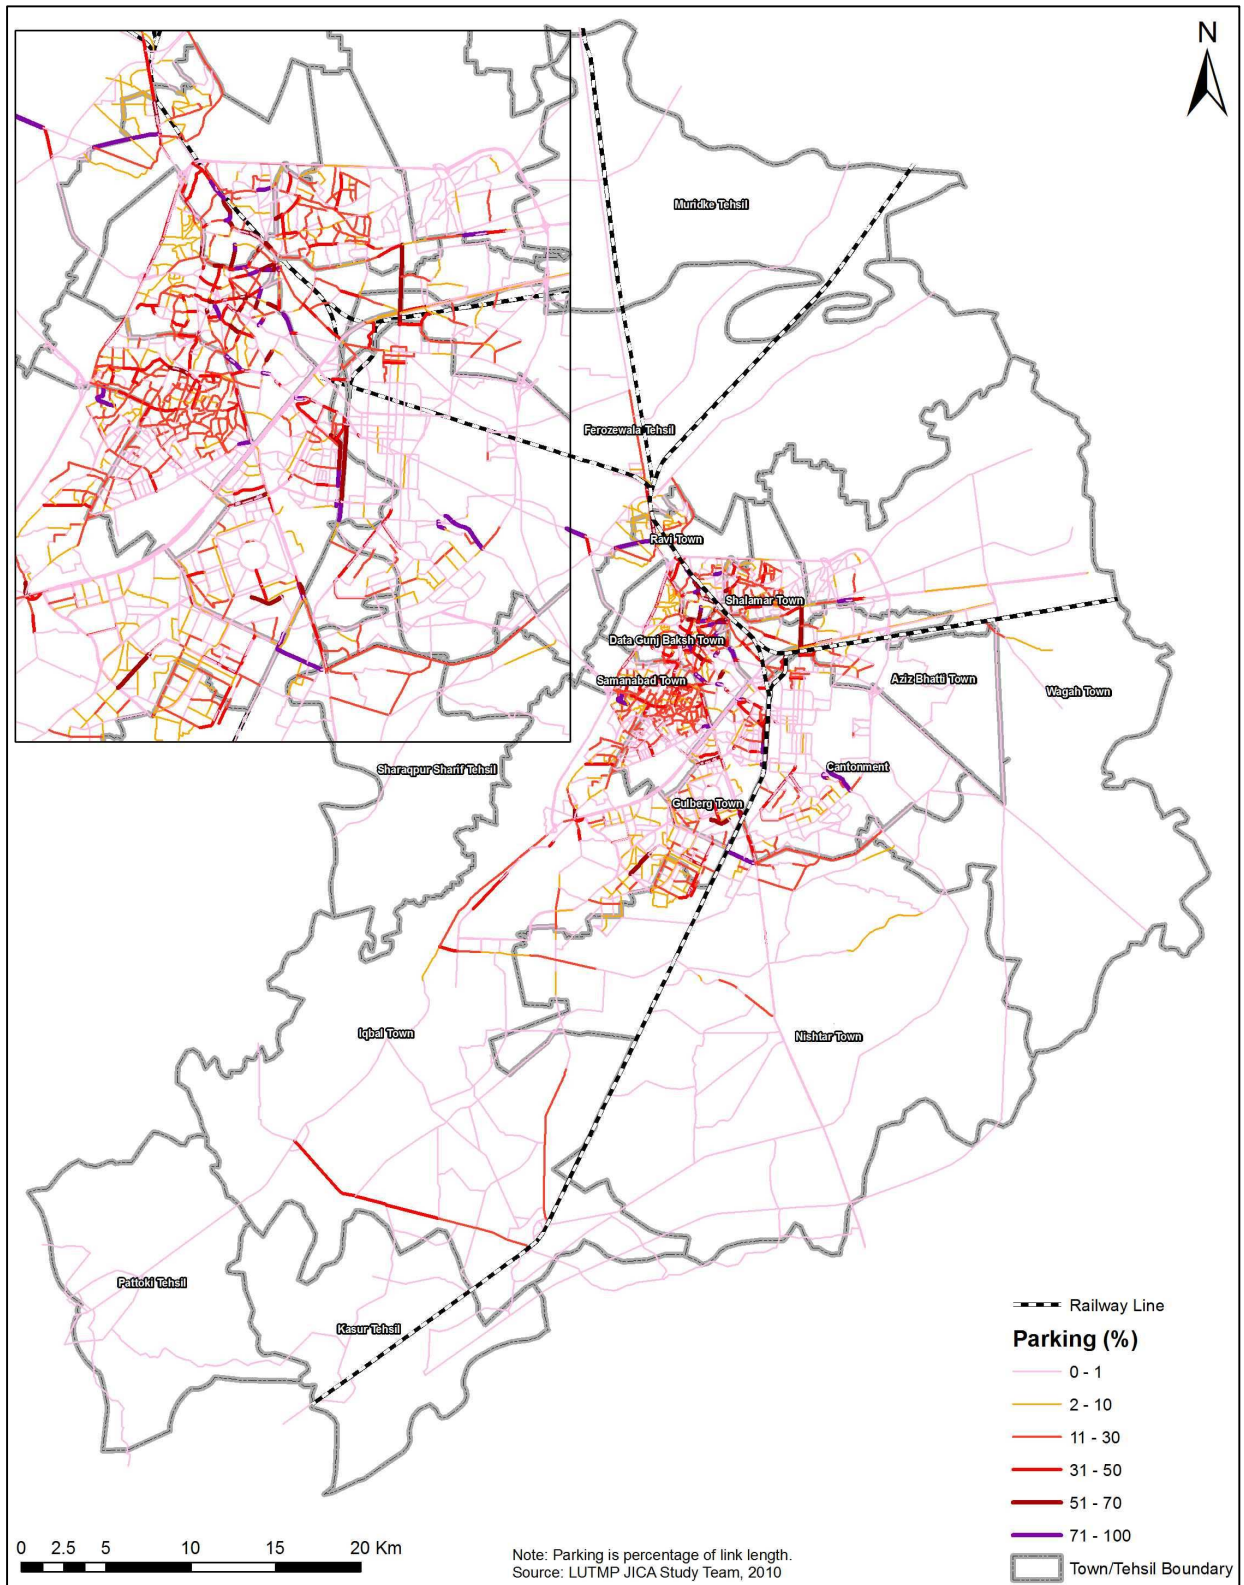 N
Muridke Tehsil
Ferozewala Tehsil
Ravi Town
Shalamar Town
Data Gunj Baksh Town
Samanabad Town
Aziz Bhatti Town
Wagah Town
Sharaqpur Sharif Tehsil
Cantonment
Gulberg Town
Iqbal Town
Nishtar Town
Pattoki Tehsil
Kasur Tehsil
Railway Line
Parking (%)
0 - 1
2 - 10
11 - 30
31 - 50
51 - 70
71 - 100
Town/Tehsil Boundary
0 2.5 5 10 15 20 Km
Note: Parking is percentage of link length.
Source: LUTMP JICA Study Team, 2010